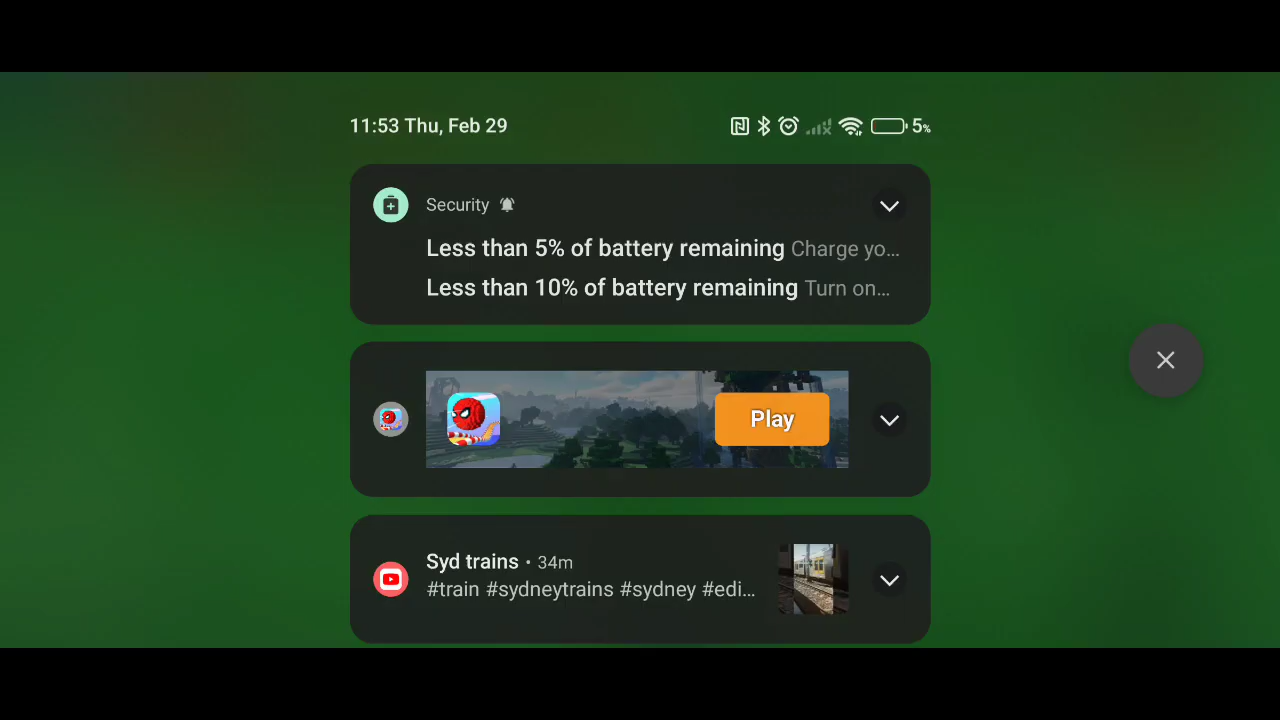 11:53 Thu, Feb 29
5%
Security
Less than 5% of battery remaining Charge yo...
Less than 10% of battery remaining Turn on...
Play
Syd trains • 34m
#train #sydneytrains #sydney #edi...